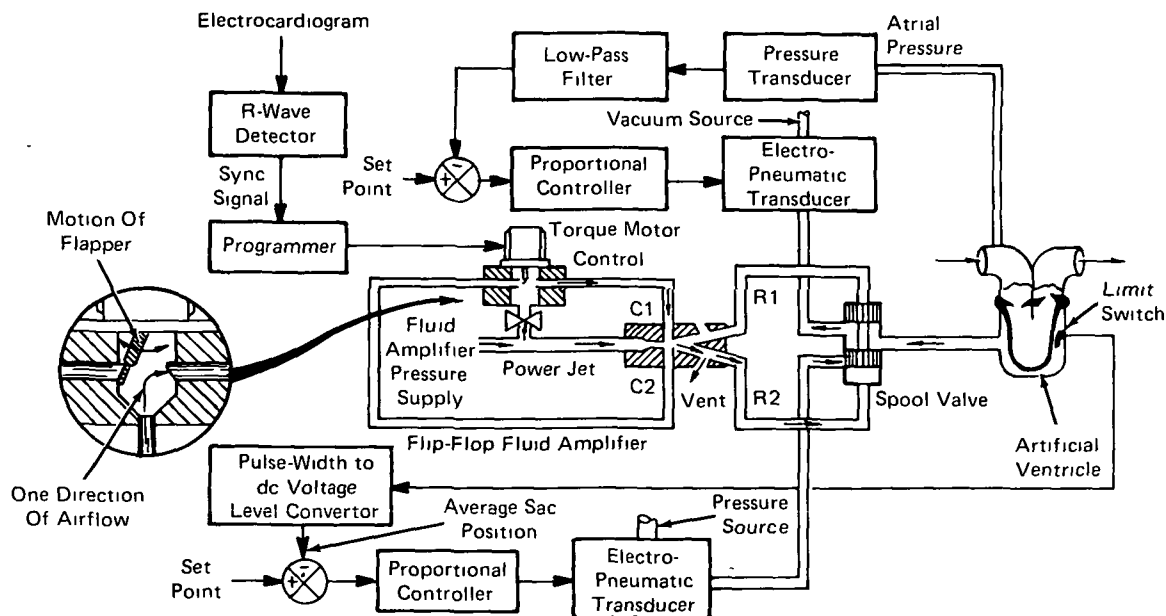 Electrocardiogram
R-Wave
Detector
Sync
Signal
Programmer
Motion Of
Flapper
One Direction
Of Airflow
Low-Pass
Filter
Pressure
Transducer
Atrial
Pressure
Vacuum Source
Set
Point
+
-
Proportional
Controller
Electro-
Pneumatic
Transducer
Torque Motor
Control
Fluid
Amplifier
Pressure
Supply
Power Jet
C1
C2
Vent
R1
R2
Flip-Flop Fluid Amplifier
Spool Valve
Limit
Switch
Artificial
Ventricle
Pulse-Width to
dc Voltage
Level Convertor
Average Sac
Position
Pressure
Source
Set
Point
+
-
Proportional
Controller
Electro-
Pneumatic
Transducer